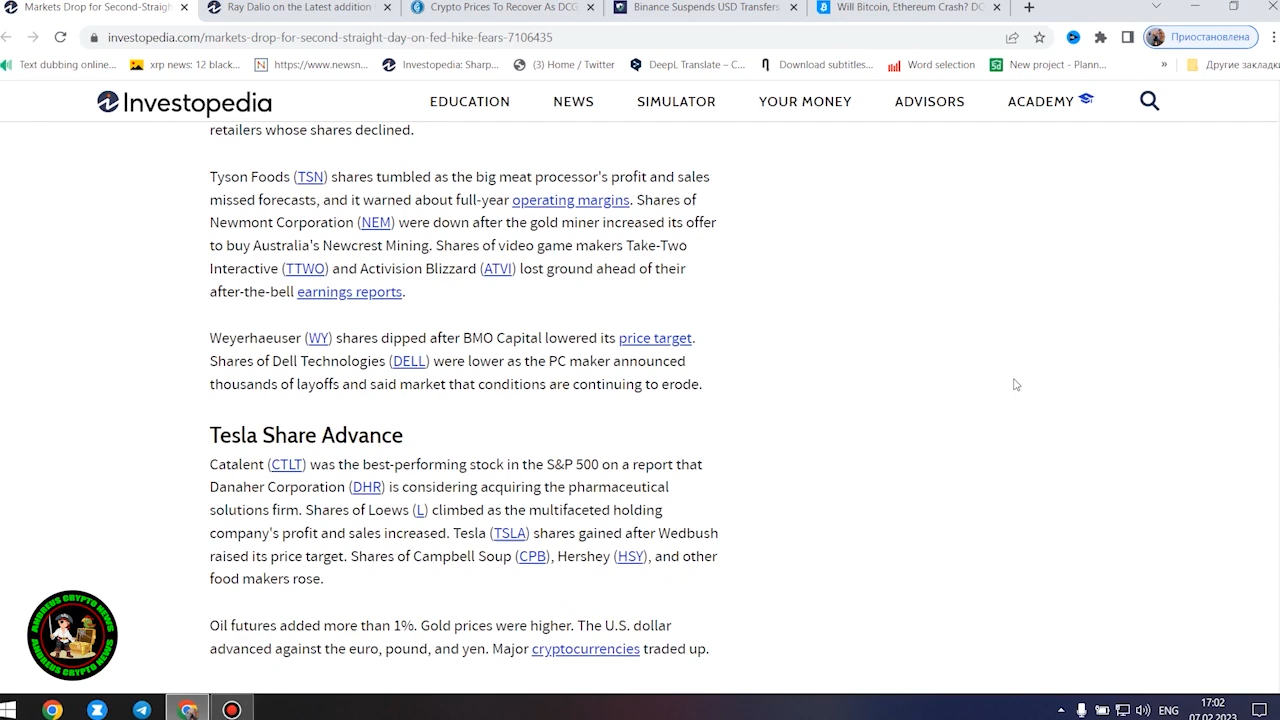 Markets Drop for Second-Straigh
Ray Dalio on the Latest addition
Crypto Prices To Recover As DCG
Binance Suspends USD Transfers
Will Bitcoin, Ethereum Crash? DC
investopedia.com/markets-drop-for-second-straight-day-on-fed-hike-fears-7106435
Приостановлена
Text dubbing online...
xrp news: 12 black...
https://www.newsn...
Investopedia: Sharp...
(3) Home / Twitter
DeepL Translate – С...
Download subtitles...
Word selection
New project - Plann...
»
Другие закладки
Investopedia
EDUCATION
NEWS
SIMULATOR
YOUR MONEY
ADVISORS
ACADEMY
retailers whose shares declined.
Tyson Foods (TSN) shares tumbled as the big meat processor's profit and sales
missed forecasts, and it warned about full-year operating margins. Shares of
Newmont Corporation (NEM) were down after the gold miner increased its offer
to buy Australia's Newcrest Mining. Shares of video game makers Take-Two
Interactive (TTWO) and Activision Blizzard (ATVI) lost ground ahead of their
after-the-bell earnings reports.
Weyerhaeuser (WY) shares dipped after BMO Capital lowered its price target.
Shares of Dell Technologies (DELL) were lower as the PC maker announced
thousands of layoffs and said market that conditions are continuing to erode.
Tesla Share Advance
Catalent (CTLT) was the best-performing stock in the S&P 500 on a report that
Danaher Corporation (DHR) is considering acquiring the pharmaceutical
solutions firm. Shares of Loews (L) climbed as the multifaceted holding
company's profit and sales increased. Tesla (TSLA) shares gained after Wedbush
raised its price target. Shares of Campbell Soup (CPB), Hershey (HSY), and other
food makers rose.
Oil futures added more than 1%. Gold prices were higher. The U.S. dollar
advanced against the euro, pound, and yen. Major cryptocurrencies traded up.
ANDREUS CRYPTO NEWS
ANDREUS CRYPTO NEWS
ENG
17:02
07.02.2023